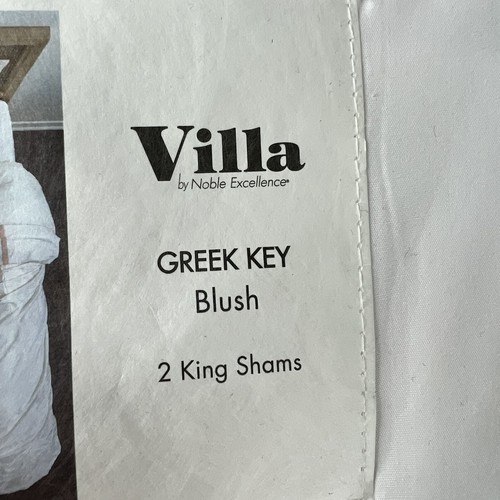 Villa
by Noble Excellence®
GREEK KEY
Blush
2 King Shams